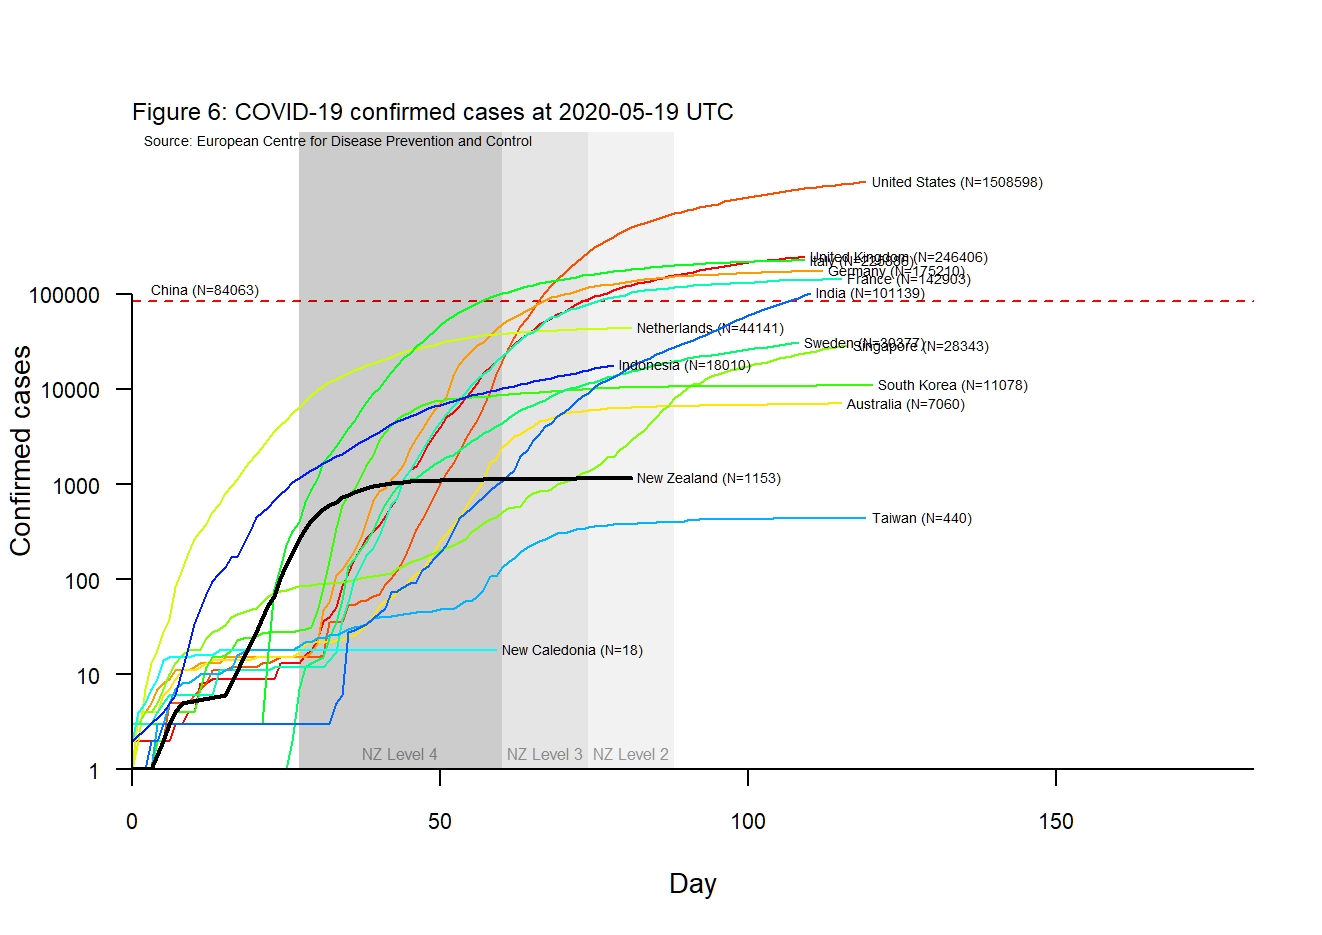 Figure 6: COVID-19 confirmed cases at 2020-05-19 UTC
Source: European Centre for Disease Prevention and Control
United States (N=1508598)
United Kingdom (N=246406)
Italy
Germany (N=175210)
France (N=142903)
China (N=84063)
India (N=101139)
Netherlands (N=44141)
Sweden (N=30377)
Singapore (N=28343)
Indonesia (N=18010)
South Korea (N=11078)
Australia (N=7060)
New Zealand (N=1153)
Taiwan (N=440)
New Caledonia (N=18)
NZ Level 4
NZ Level 3
NZ Level 2
Confirmed cases
100000
10000
1000
100
10
1
0
50
100
150
Day